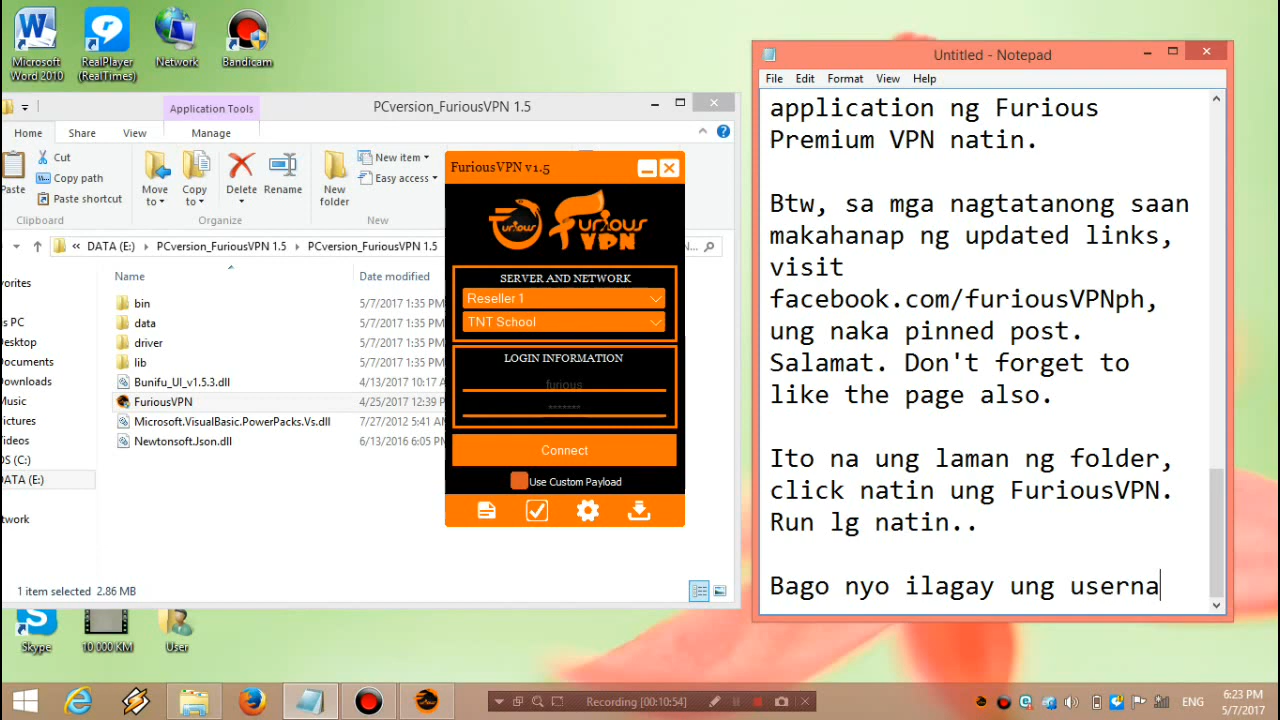 Microsoft
Word 2010
RealPlayer
(RealTimes)
Network
Bandicam
Application Tools
PCversion_FuriousVPN 1.5
Home
Share
View
Manage
Cut
Copy path
Paste shortcut
Paste
Clipboard
Move
to
Copy
to
Delete
Rename
Organize
New
folder
New item
Easy access
New
« DATA (E:)
PCversion_FuriousVPN 1.5
PCversion_FuriousVPN 1.5
Name
Date modified
bin
5/7/2017 1:35 PM
data
5/7/2017 1:35 PM
driver
5/7/2017 1:35 PM
lib
5/7/2017 1:35 PM
Bunifu_UI_v1.5.3.dll
4/13/2017 10:17 A
FuriousVPN
4/25/2017 12:39 P
Microsoft.VisualBasic.PowerPacks.Vs.dll
7/27/2012 5:41 A
Newtonsoft.Json.dll
6/13/2016 6:05 P
vorites
is PC
esktop
ocuments
ownloads
Music
ictures
ideos
OS (C:)
DATA (E:)
etwork
1 item selected 2.86 MB
FuriousVPN v1.5
Furious
Furious
VPN
SERVER AND NETWORK
Reseller 1
TNT School
LOGIN INFORMATION
furious
*******
Connect
Use Custom Payload
Untitled - Notepad
File
Edit
Format
View
Help
application ng Furious
Premium VPN natin.
Btw, sa mga nagtatanong saan
makahanap ng updated links,
visit
facebook.com/furiousVPNph,
ung naka pinned post.
Salamat. Don't forget to
like the page also.
Ito na ung laman ng folder,
click natin ung FuriousVPN.
Run lg natin..
Bago nyo ilagay ung userna
Skype
10 000 KM
User
Recording [00:10:54]
ENG
6:23 PM
5/7/2017